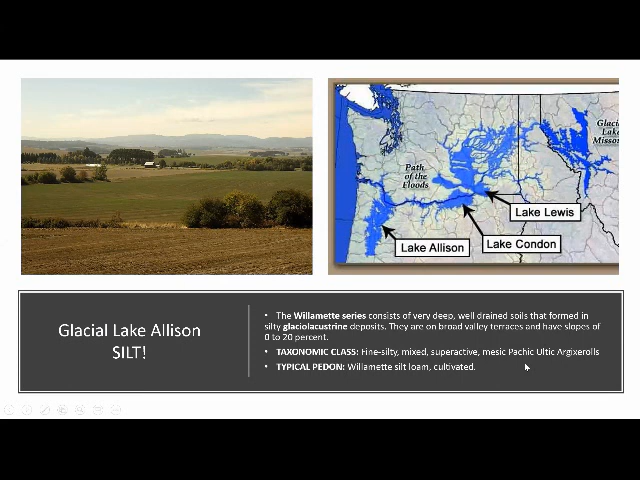 Glacial
Lake
Path
of the
Floods
Lake Lewis
Lake Condon
Lake Allison
Glacial Lake Allison
SILT!
• The Willamette series consists of very deep, well drained soils that formed in
silty glaciolacustrine deposits. They are on broad valley terraces and have slopes of
0 to 20 percent.
• TAXONOMIC CLASS: Fine-silty, mixed, superactive, mesic Pachic Ultic Argixerolls
• TYPICAL PEDON: Willamette silt loam, cultivated.